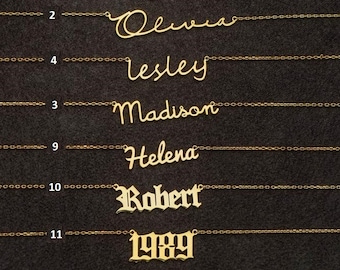 2 Olivia
4 lesley
3 Madison
9 Helena
10 Robert
11 1989